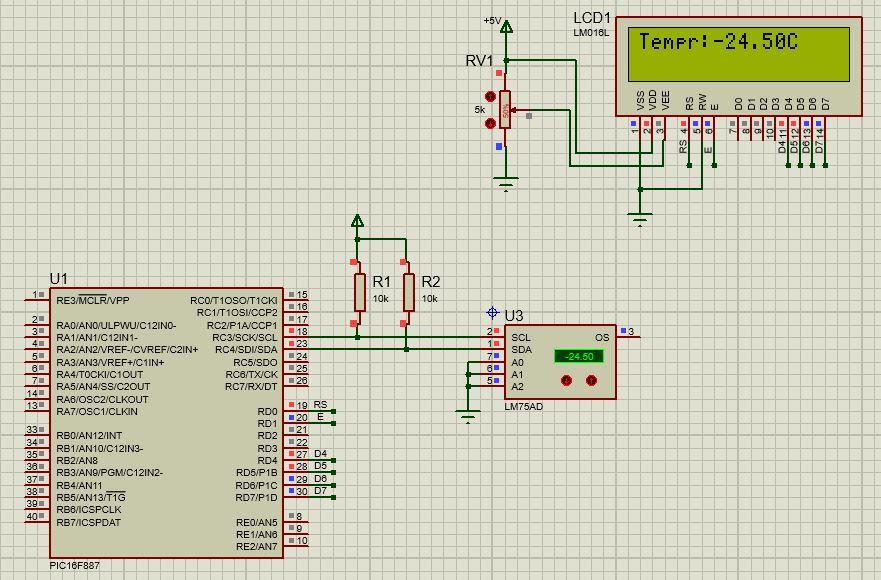 +5V
RV1
5k
50%
LCD1
LM016L
Tempr:-24.50C
VSS VDD VEE RS RW E D0 D1 D2 D3 D4 D5 D6 D7
1 2 3 4 5 6 7 8 9 10 11 12 13 14
RS E D4 D5 D6 D7
R1
10k
R2
10k
U1
1 RE3/MCLR/VPP
2 RA0/AN0/ULPWU/C12IN0-
3 RA1/AN1/C12IN1-
4 RA2/AN2/VREF-/CVREF/C2IN+
5 RA3/AN3/VREF+/C1IN+
6 RA4/T0CKI/C1OUT
7 RA5/AN4/SS/C2OUT
14 RA6/OSC2/CLKOUT
13 RA7/OSC1/CLKIN
33 RB0/AN12/INT
34 RB1/AN10/C12IN3-
35 RB2/AN8
36 RB3/AN9/PGM/C12IN2-
37 RB4/AN11
38 RB5/AN13/T1G
39 RB6/ICSPCLK
40 RB7/ICSPDAT
RC0/T1OSO/T1CKI 15
RC1/T1OSI/CCP2 16
RC2/P1A/CCP1 17
RC3/SCK/SCL 18
RC4/SDI/SDA 23
RC5/SDO 24
RC6/TX/CK 25
RC7/RX/DT 26
RD0 19 RS
RD1 20 E
RD2 21
RD3 22
RD4 27 D4
RD5/P1B 28 D5
RD6/P1C 29 D6
RD7/P1D 30 D7
RE0/AN5 8
RE1/AN6 9
RE2/AN7 10
PIC16F887
U3
2 SCL OS 3
1 SDA
7 A0
6 A1
5 A2
-24.50
LM75AD